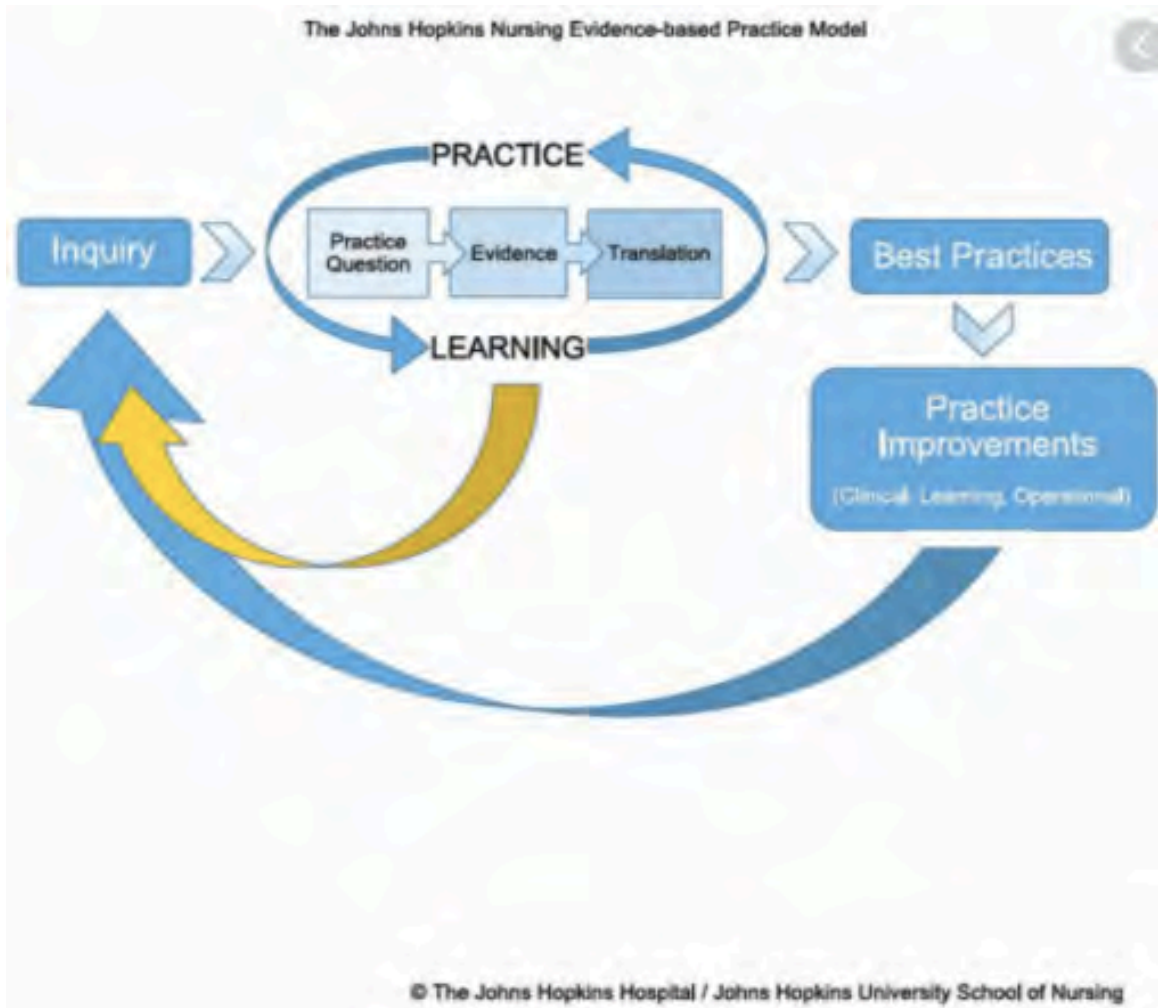 The Johns Hopkins Nursing Evidence-based Practice Model
PRACTICE
Inquiry
Practice
Question
Evidence
Translation
Best Practices
LEARNING
Practice
Improvements
(Clinical, Learning, Operational)
© The Johns Hopkins Hospital / Johns Hopkins University School of Nursing